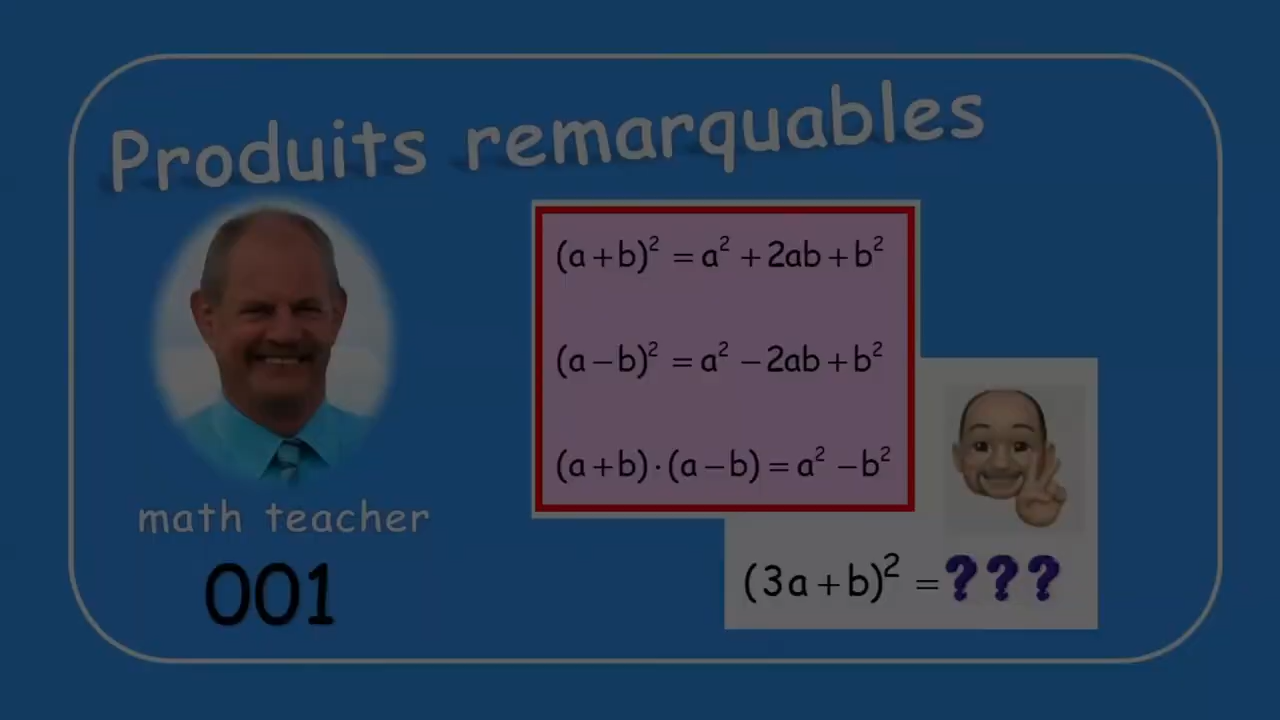 Produits remarquables
(a+b)² = a² + 2ab + b²
(a−b)² = a² − 2ab + b²
(a+b)·(a−b) = a² − b²
math teacher
001
(3a+b)² = ???